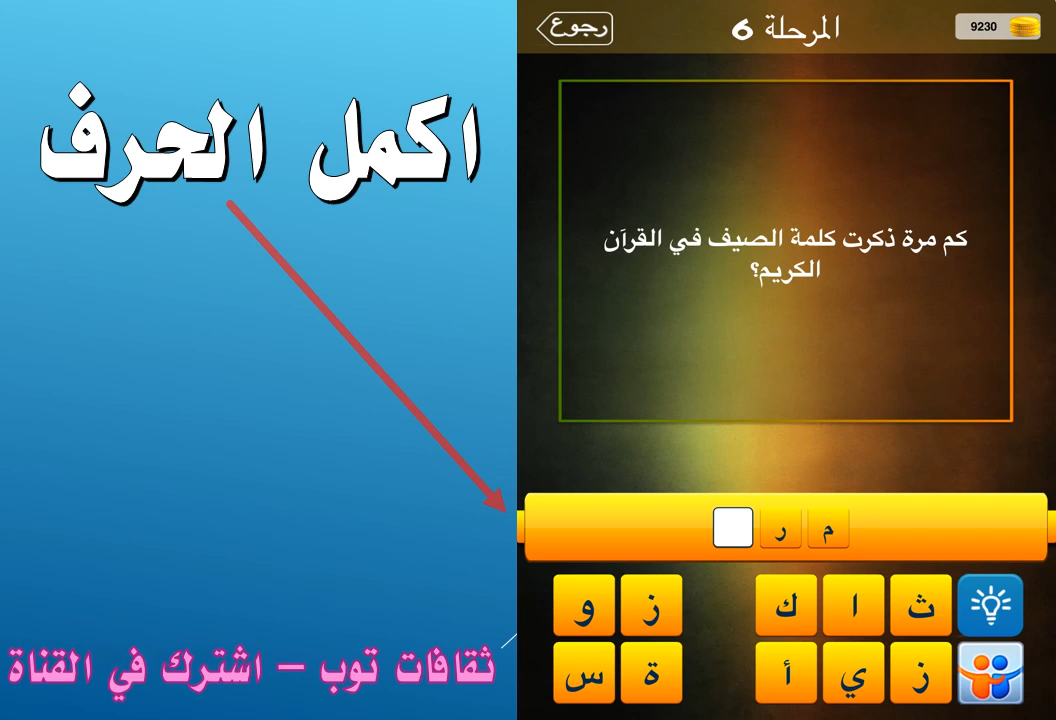 رجوع
المرحلة 6
9230
اكمل الحرف
كم مرة ذكرت كلمة الصيف في القرآن
الكريم؟
م ر
ث ا ك ز و
ز ي أ ة س
ثقافات توب – اشترك في القناة